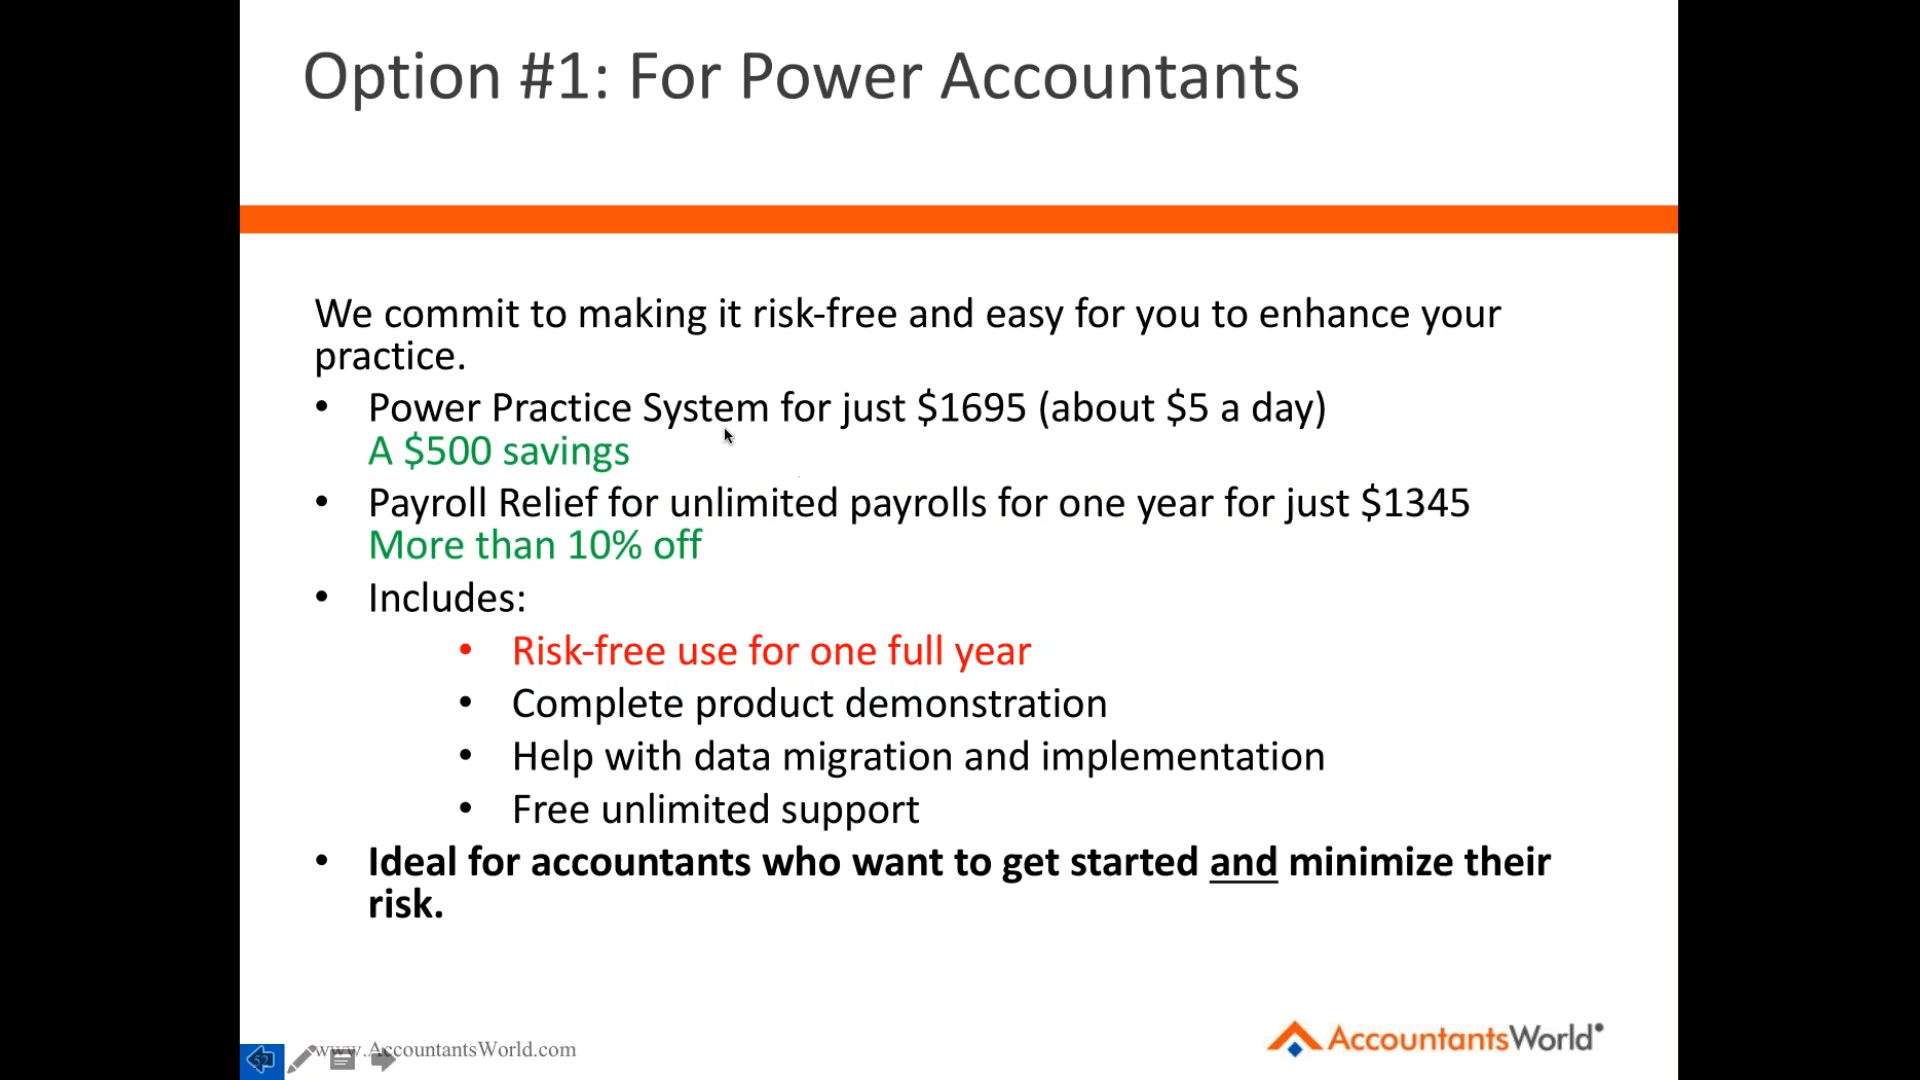 Option #1: For Power Accountants
We commit to making it risk-free and easy for you to enhance your
practice.
• Power Practice System for just $1695 (about $5 a day)
A $500 savings
• Payroll Relief for unlimited payrolls for one year for just $1345
More than 10% off
• Includes:
• Risk-free use for one full year
• Complete product demonstration
• Help with data migration and implementation
• Free unlimited support
• Ideal for accountants who want to get started and minimize their
risk.
www.AccountantsWorld.com
AccountantsWorld